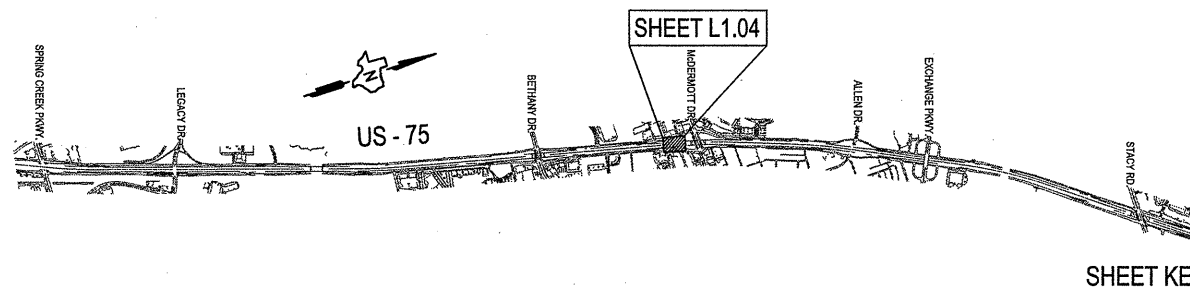 SHEET L1.04
SPRING CREEK PKWY.
LEGACY DR.
N
US - 75
BETHANY DR.
McDERMOTT DR.
ALLEN DR.
EXCHANGE PKWY.
STACY RD.
SHEET KE